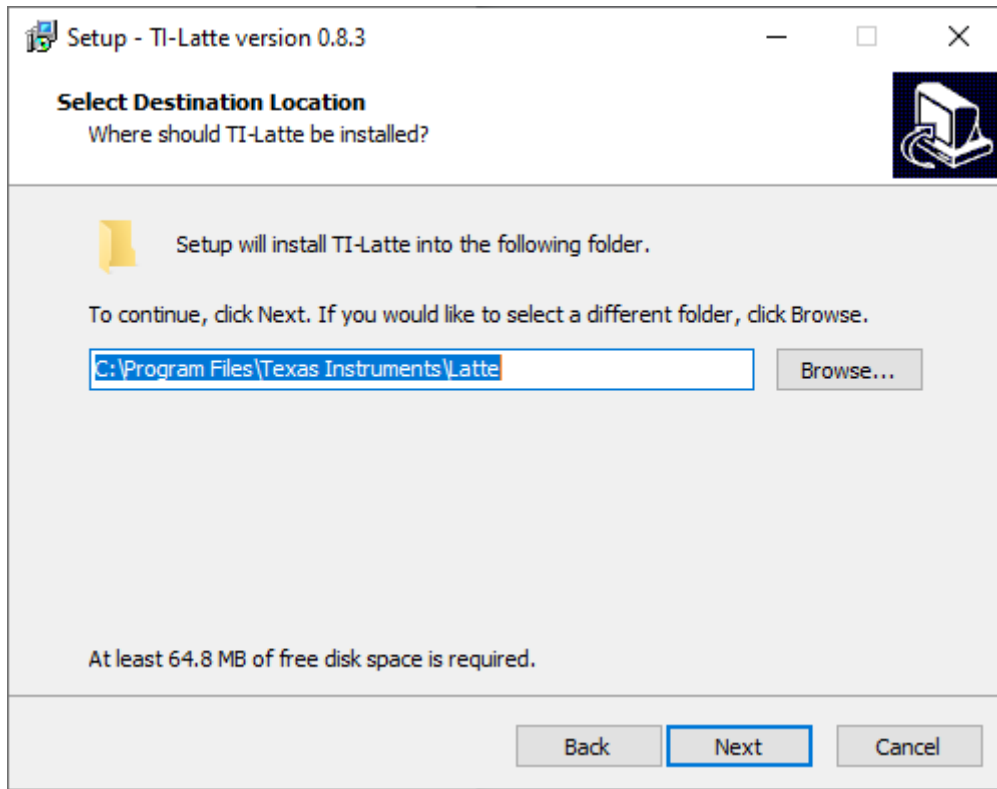 Setup - TI-Latte version 0.8.3
Select Destination Location
Where should TI-Latte be installed?
Setup will install TI-Latte into the following folder.
To continue, click Next. If you would like to select a different folder, click Browse.
C:\Program Files\Texas Instruments\Latte
Browse...
At least 64.8 MB of free disk space is required.
Back
Next
Cancel